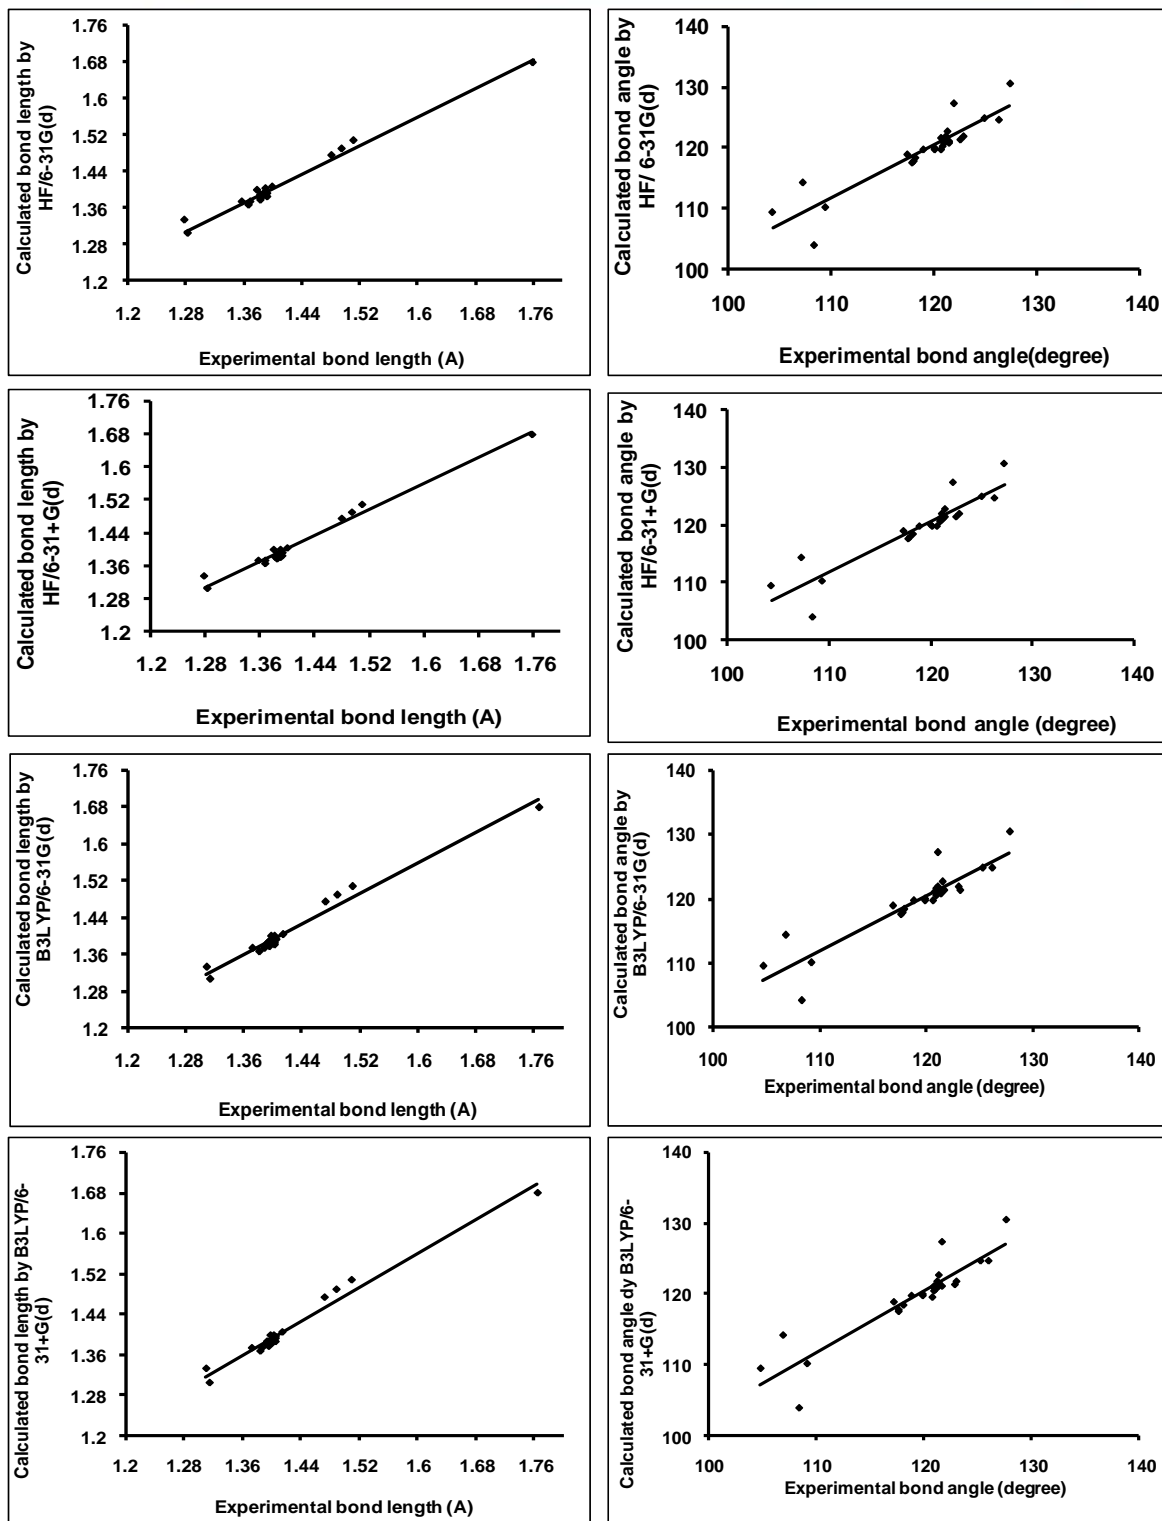 Calculated bond length by
HF/6-31G(d)
1.76
1.68
1.6
1.52
1.44
1.36
1.28
1.2
1.2 1.28 1.36 1.44 1.52 1.6 1.68 1.76
Experimental bond length (A)
Calculated bond angle by
HF/ 6-31G(d)
140
130
120
110
100
100 110 120 130 140
Experimental bond angle(degree)
Calculated bond length by
HF/6-31+G(d)
1.76
1.68
1.6
1.52
1.44
1.36
1.28
1.2
1.2 1.28 1.36 1.44 1.52 1.6 1.68 1.76
Experimental bond length (A)
Calculated bond angle by
HF/6-31+G(d)
140
130
120
110
100
100 110 120 130 140
Experimental bond angle (degree)
Calculated bond length by
B3LYP/6-31G(d)
1.76
1.68
1.6
1.52
1.44
1.36
1.28
1.2
1.2 1.28 1.36 1.44 1.52 1.6 1.68 1.76
Experimental bond length (A)
Calculated bond angle by
B3LYP/6-31G(d)
140
130
120
110
100
100 110 120 130 140
Experimental bond angle (degree)
Calculated bond length by B3LYP/6-
31+G(d)
1.76
1.68
1.6
1.52
1.44
1.36
1.28
1.2
1.2 1.28 1.36 1.44 1.52 1.6 1.68 1.76
Experimental bond length (A)
Calculated bond angle dy B3LYP/6-
31+G(d)
140
130
120
110
100
100 110 120 130 140
Experimental bond angle (degree)